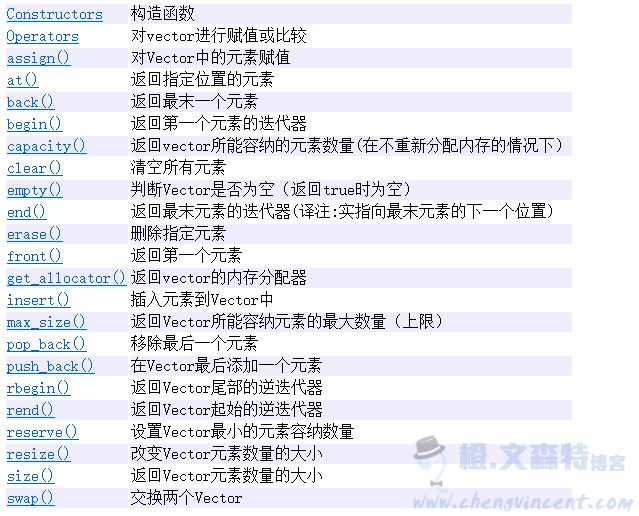 Constructors 构造函数
Operators 对vector进行赋值或比较
assign() 对Vector中的元素赋值
at() 返回指定位置的元素
back() 返回最末一个元素
begin() 返回第一个元素的迭代器
capacity() 返回vector所能容纳的元素数量(在不重新分配内存的情况下）
clear() 清空所有元素
empty() 判断Vector是否为空（返回true时为空）
end() 返回最末元素的迭代器(译注:实指向最末元素的下一个位置)
erase() 删除指定元素
front() 返回第一个元素
get_allocator() 返回vector的内存分配器
insert() 插入元素到Vector中
max_size() 返回Vector所能容纳元素的最大数量（上限）
pop_back() 移除最后一个元素
push_back() 在Vector最后添加一个元素
rbegin() 返回Vector尾部的逆迭代器
rend() 返回Vector起始的逆迭代器
reserve() 设置Vector最小的元素容纳数量
resize() 改变Vector元素数量的大小
size() 返回Vector元素数量的大小
swap() 交换两个Vector
橙.文森特博客
www.chengvincent.com